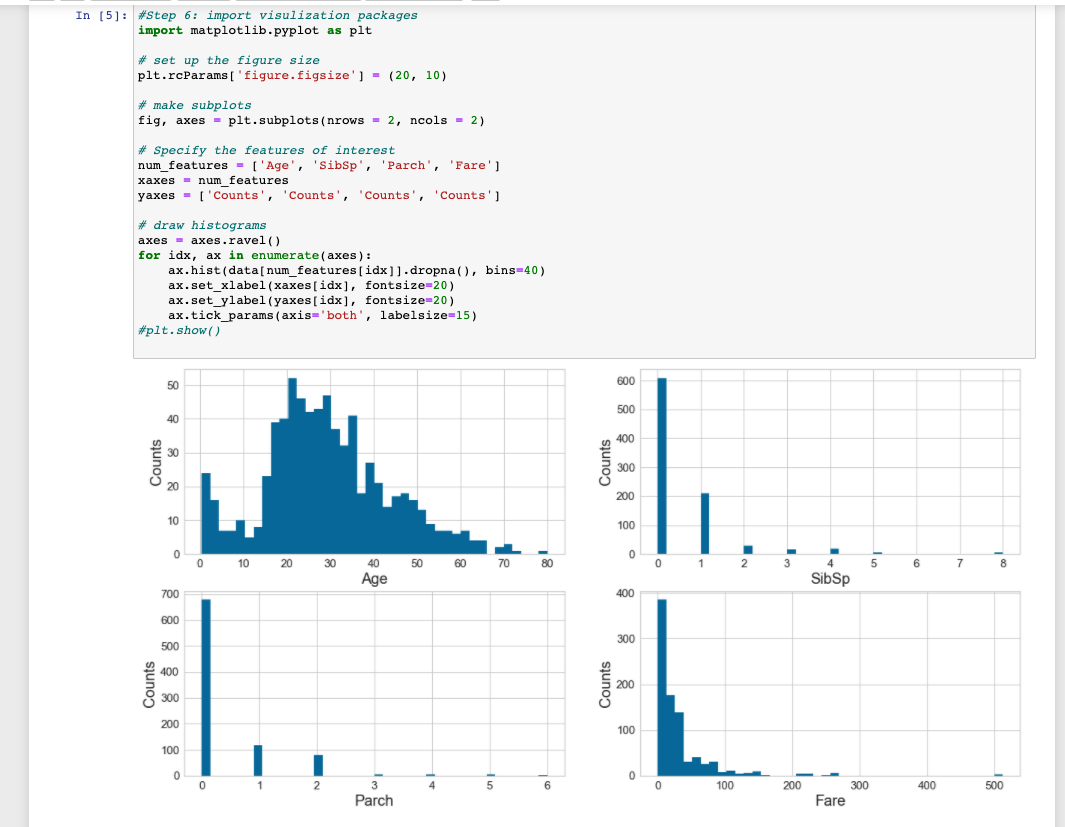 In [5]: #Step 6: import visulization packages
import matplotlib.pyplot as plt
# set up the figure size
plt.rcParams['figure.figsize'] = (20, 10)
# make subplots
fig, axes = plt.subplots(nrows = 2, ncols = 2)
# Specify the features of interest
num_features = ['Age', 'SibSp', 'Parch', 'Fare']
xaxes = num_features
yaxes = ['Counts', 'Counts', 'Counts', 'Counts']
# draw histograms
axes = axes.ravel()
for idx, ax in enumerate(axes):
    ax.hist(data[num_features[idx]].dropna(), bins=40)
    ax.set_xlabel(xaxes[idx], fontsize=20)
    ax.set_ylabel(yaxes[idx], fontsize=20)
    ax.tick_params(axis='both', labelsize=15)
#plt.show()
50
40
30
20
10
0
Counts
0 10 20 30 40 50 60 70 80
Age
600
500
400
300
200
100
0
Counts
0 1 2 3 4 5 6 7 8
SibSp
700
600
500
400
300
200
100
0
Counts
0 1 2 3 4 5 6
Parch
400
300
200
100
0
Counts
0 100 200 300 400 500
Fare